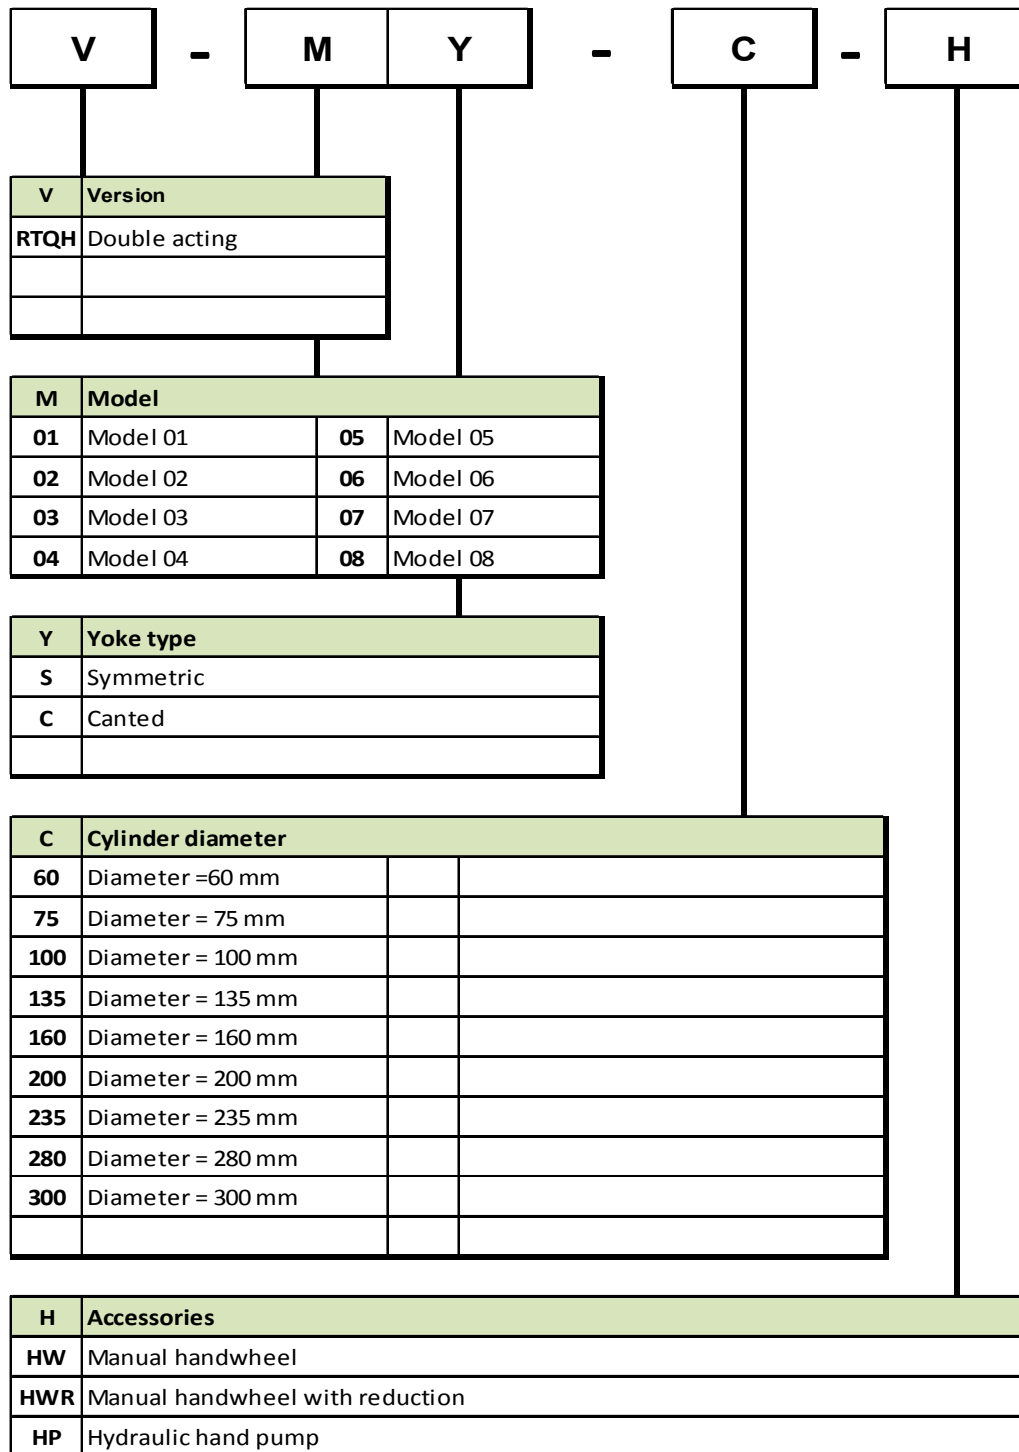 V - M Y - C - H
V Version
RTQH Double acting
M Model
01 Model 01 05 Model 05
02 Model 02 06 Model 06
03 Model 03 07 Model 07
04 Model 04 08 Model 08
Y Yoke type
S Symmetric
C Canted
C Cylinder diameter
60 Diameter =60 mm
75 Diameter = 75 mm
100 Diameter = 100 mm
135 Diameter = 135 mm
160 Diameter = 160 mm
200 Diameter = 200 mm
235 Diameter = 235 mm
280 Diameter = 280 mm
300 Diameter = 300 mm
H Accessories
HW Manual handwheel
HWR Manual handwheel with reduction
HP Hydraulic hand pump